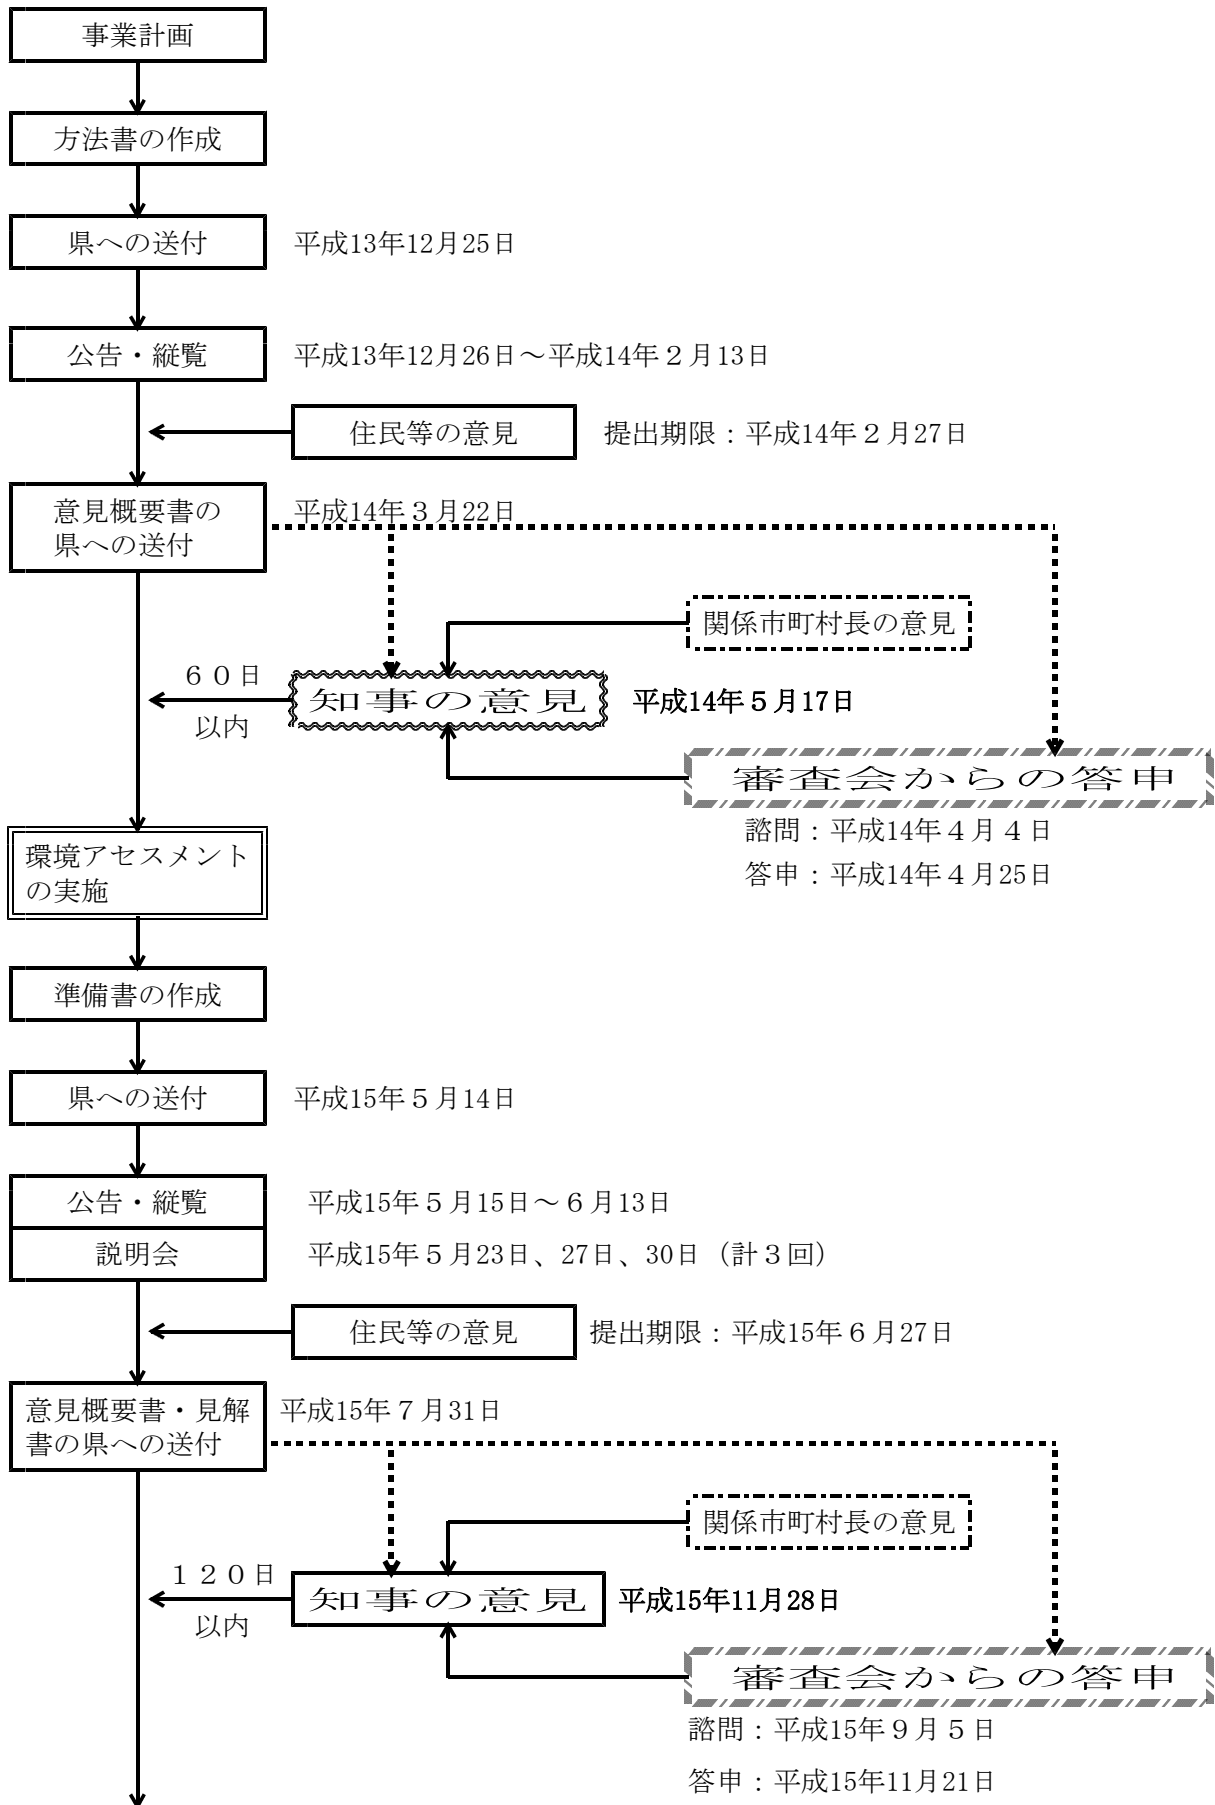 事業計画
方法書の作成
県への送付
平成13年12月25日
公告・縦覧
平成13年12月26日～平成14年２月13日
住民等の意見
提出期限：平成14年２月27日
意見概要書の
県への送付
平成14年３月22日
関係市町村長の意見
６０日
以内
知事の意見
平成14年５月17日
審査会からの答申
諮問：平成14年４月４日
答申：平成14年４月25日
環境アセスメント
の実施
準備書の作成
県への送付
平成15年５月14日
公告・縦覧
平成15年５月15日～６月13日
説明会
平成15年５月23日、27日、30日（計３回）
住民等の意見
提出期限：平成15年６月27日
意見概要書・見解
書の県への送付
平成15年７月31日
関係市町村長の意見
１２０日
以内
知事の意見
平成15年11月28日
審査会からの答申
諮問：平成15年９月５日
答申：平成15年11月21日